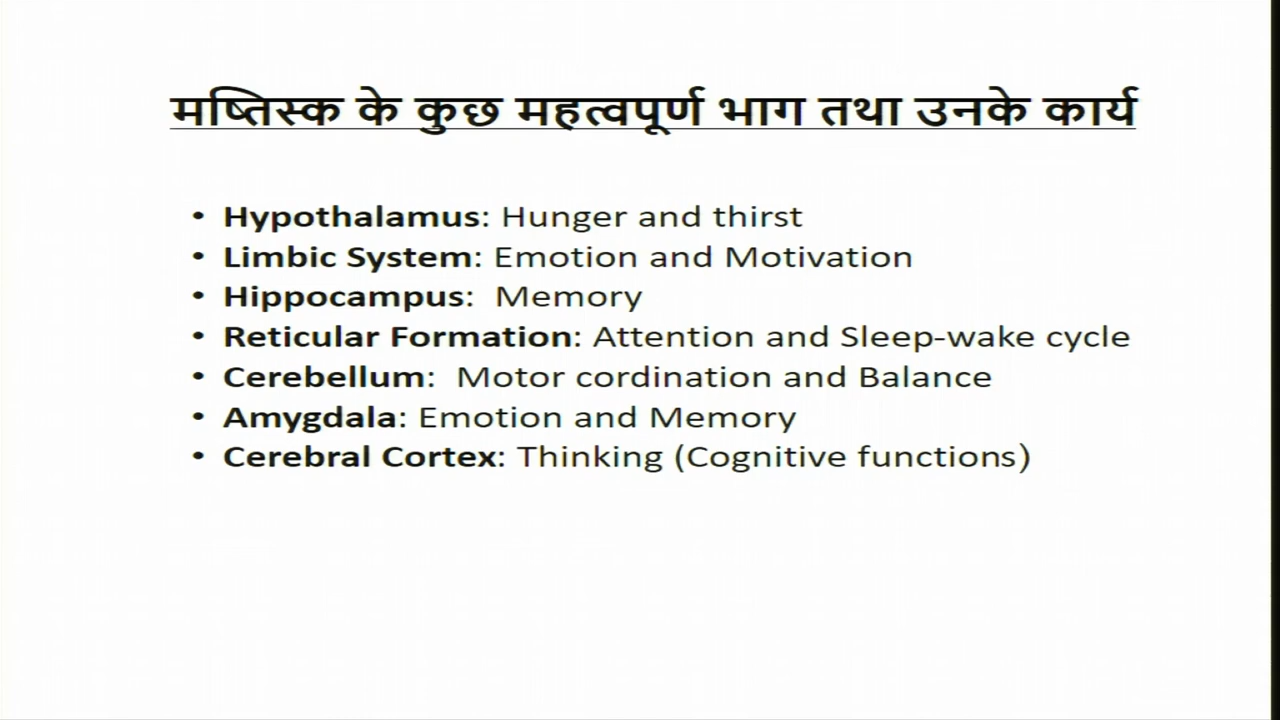 मष्तिस्क के कुछ महत्वपूर्ण भाग तथा उनके कार्य
• Hypothalamus: Hunger and thirst
• Limbic System: Emotion and Motivation
• Hippocampus: Memory
• Reticular Formation: Attention and Sleep-wake cycle
• Cerebellum: Motor cordination and Balance
• Amygdala: Emotion and Memory
• Cerebral Cortex: Thinking (Cognitive functions)